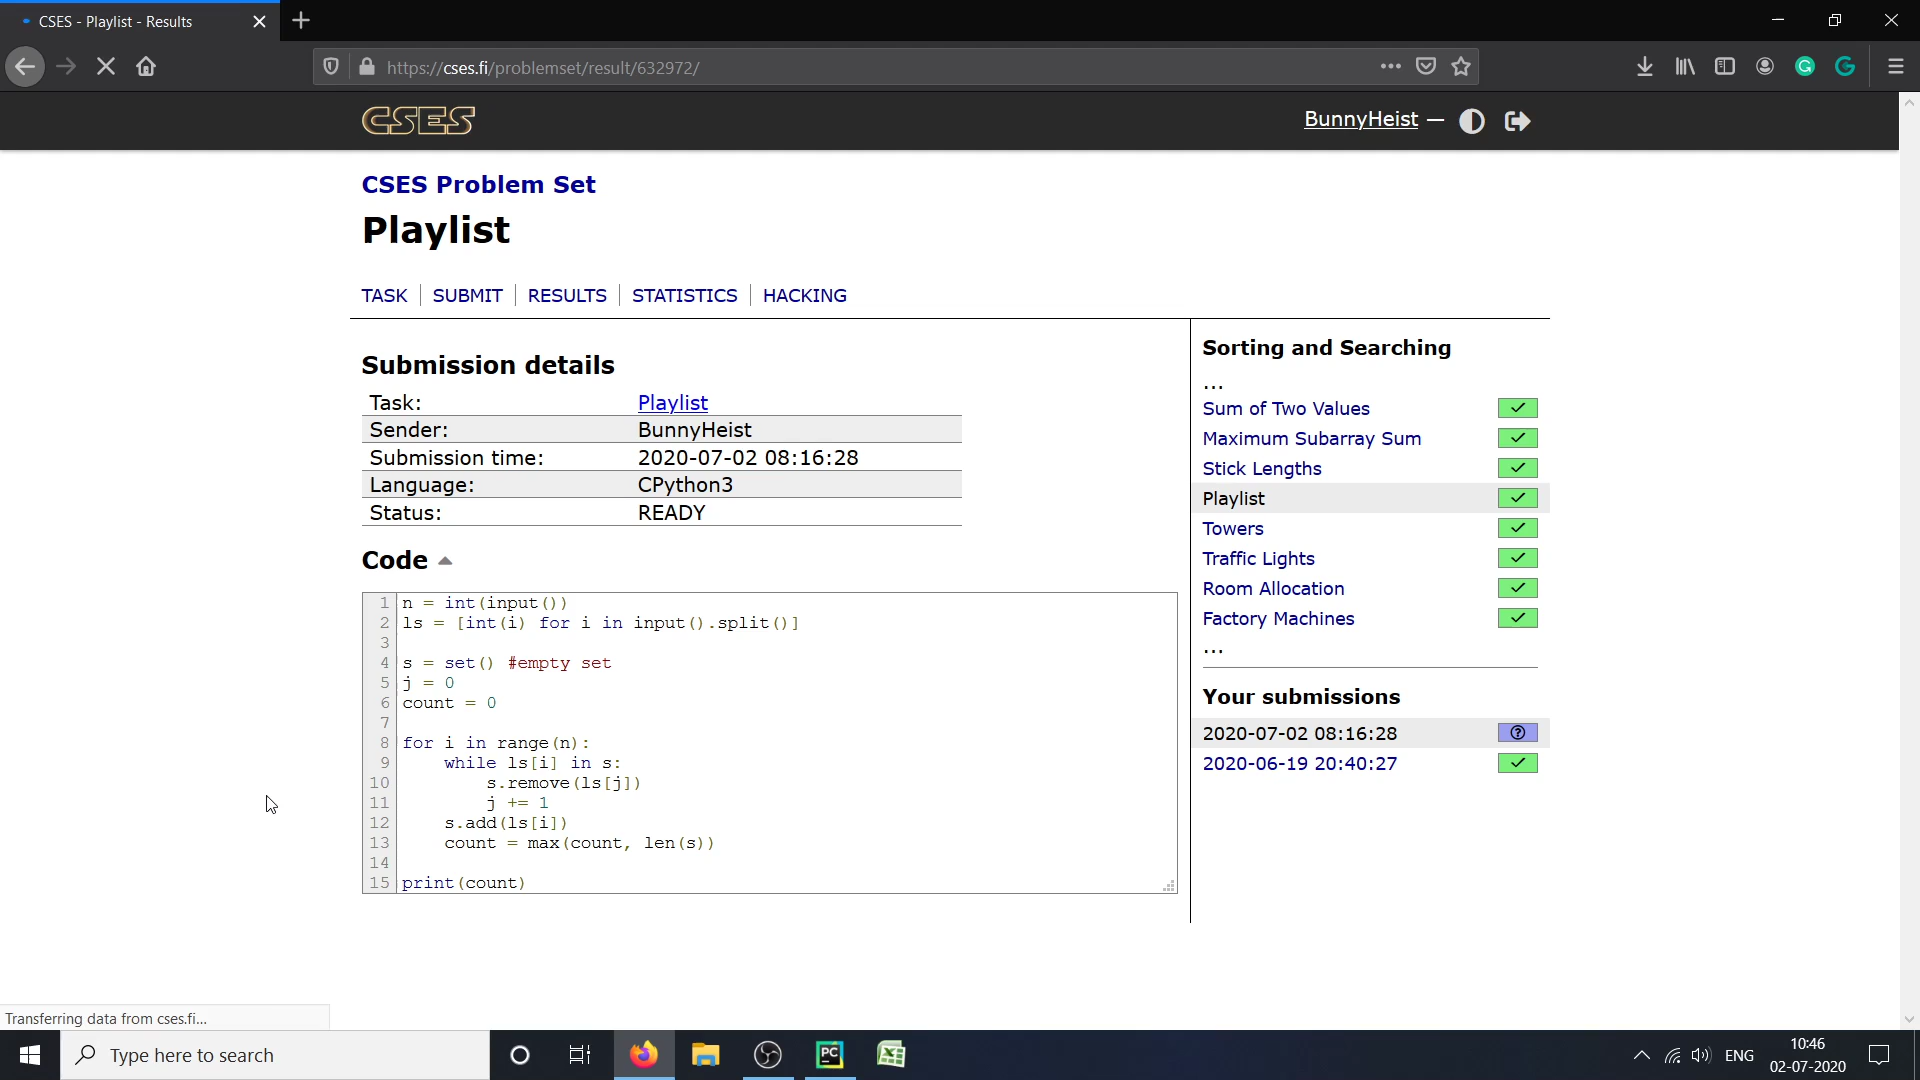 CSES - Playlist - Results
https://cses.fi/problemset/result/632972/
CSES
BunnyHeist —
CSES Problem Set
Playlist
TASK
SUBMIT
RESULTS
STATISTICS
HACKING
Submission details
Task: Playlist
Sender: BunnyHeist
Submission time: 2020-07-02 08:16:28
Language: CPython3
Status: READY
Code
1 n = int(input())
2 ls = [int(i) for i in input().split()]
3
4 s = set() #empty set
5 j = 0
6 count = 0
7
8 for i in range(n):
9     while ls[i] in s:
10         s.remove(ls[j])
11         j += 1
12     s.add(ls[i])
13     count = max(count, len(s))
14
15 print(count)
Sorting and Searching
...
Sum of Two Values
Maximum Subarray Sum
Stick Lengths
Playlist
Towers
Traffic Lights
Room Allocation
Factory Machines
...
Your submissions
2020-07-02 08:16:28 ?
2020-06-19 20:40:27
Transferring data from cses.fi...
Type here to search
PC
ENG
10:46
02-07-2020